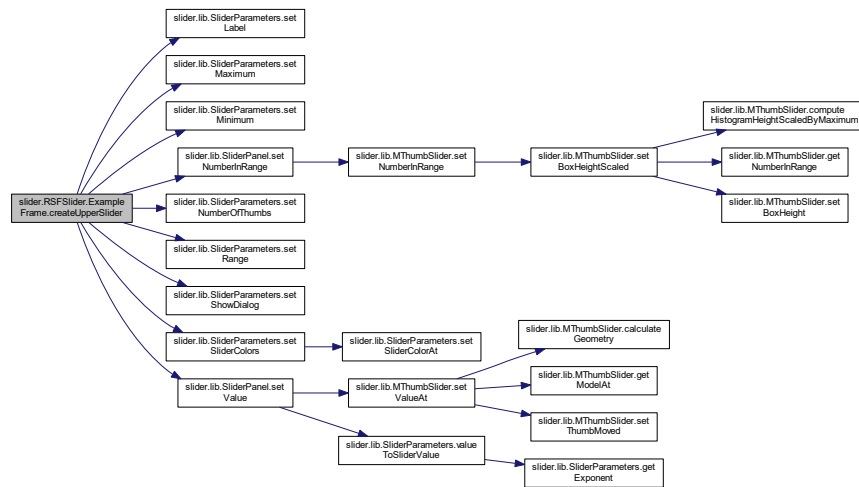 slider.lib.SliderParameters.set
Label
slider.lib.SliderParameters.set
Maximum
slider.lib.SliderParameters.set
Minimum
slider.lib.SliderPanel.set
NumberInRange
slider.lib.MThumbSlider.set
NumberInRange
slider.lib.MThumbSlider.set
BoxHeightScaled
slider.lib.MThumbSlider.compute
HistogramHeightScaledByMaximum
slider.lib.MThumbSlider.get
NumberInRange
slider.lib.MThumbSlider.set
BoxHeight
slider.RSFSlider.Example
Frame.createUpperSlider
slider.lib.SliderParameters.set
NumberOfThumbs
slider.lib.SliderParameters.set
Range
slider.lib.SliderParameters.set
ShowDialog
slider.lib.SliderParameters.set
SliderColors
slider.lib.SliderParameters.set
SliderColorAt
slider.lib.SliderPanel.set
Value
slider.lib.MThumbSlider.set
ValueAt
slider.lib.MThumbSlider.calculate
Geometry
slider.lib.MThumbSlider.get
ModelAt
slider.lib.MThumbSlider.set
ThumbMoved
slider.lib.SliderParameters.value
ToSliderValue
slider.lib.SliderParameters.get
Exponent